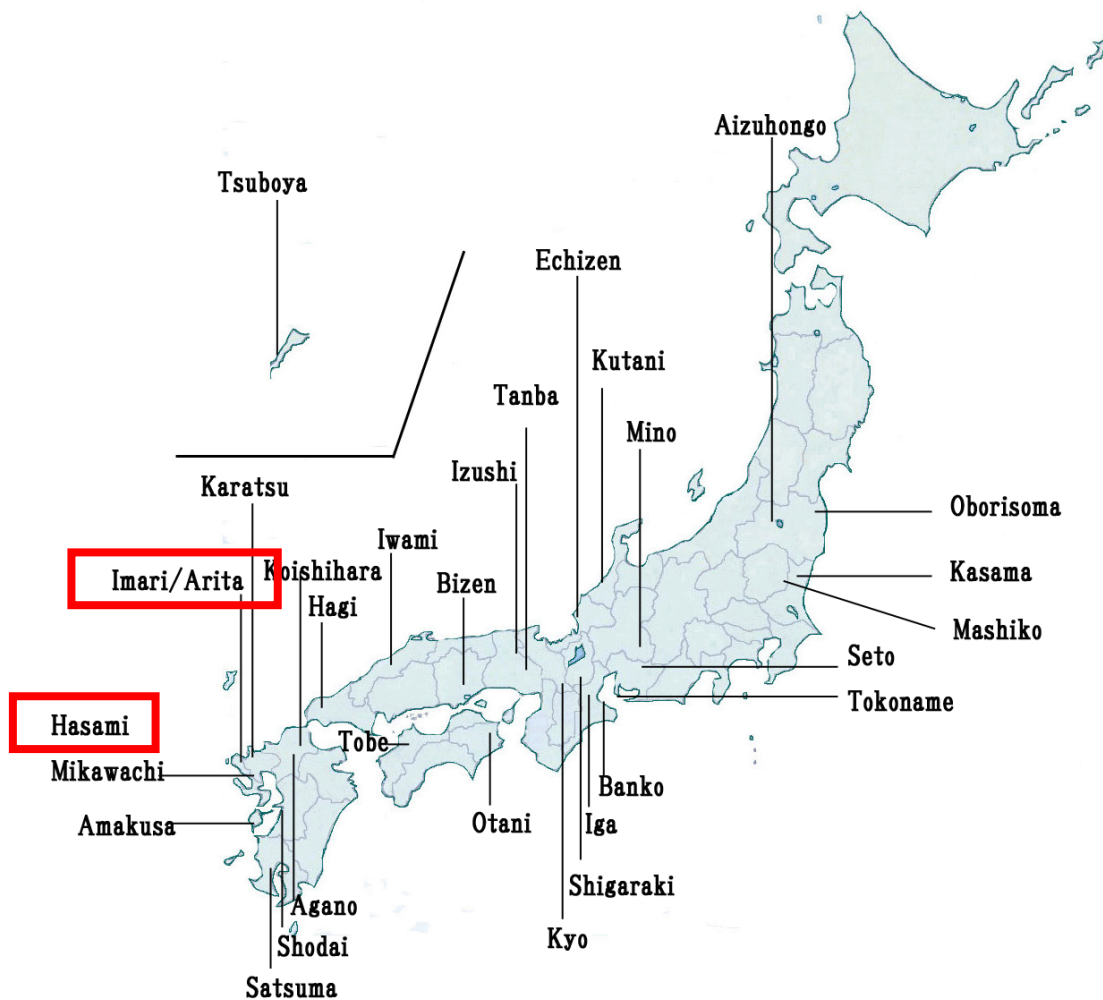 Aizuhongo
Tsuboya
Echizen
Kutani
Tanba
Mino
Izushi
Karatsu
Oborisoma
Iwami
Imari/Arita
Koishihara
Kasama
Bizen
Hagi
Mashiko
Seto
Tokoname
Hasami
Tobe
Mikawachi
Banko
Amakusa
Otani
Iga
Shigaraki
Agano
Kyo
Shodai
Satsuma